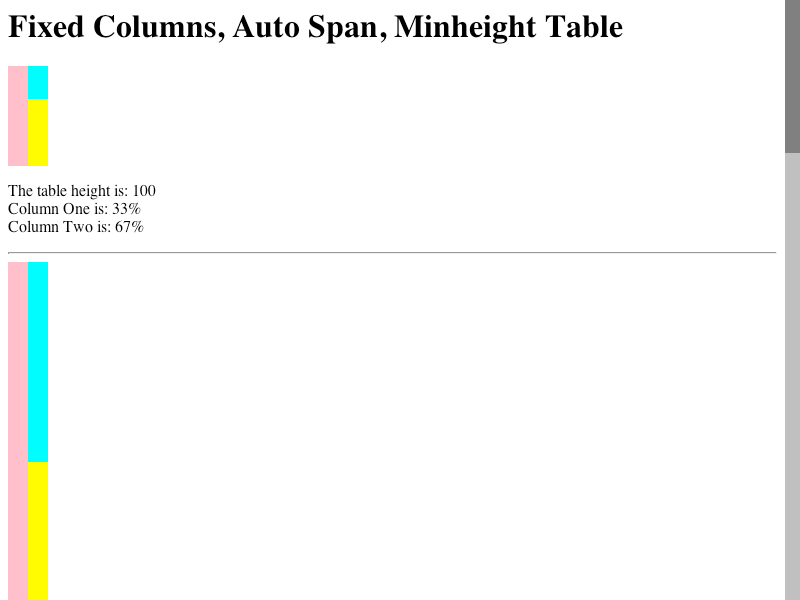 Fixed Columns, Auto Span, Minheight Table
The table height is: 100
Column One is: 33%
Column Two is: 67%